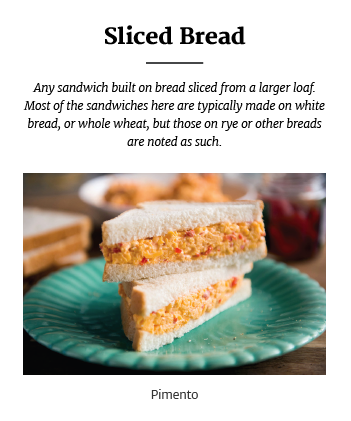 Sliced Bread
Any sandwich built on bread sliced from a larger loaf.
Most of the sandwiches here are typically made on white
bread, or whole wheat, but those on rye or other breads
are noted as such.
Pimento